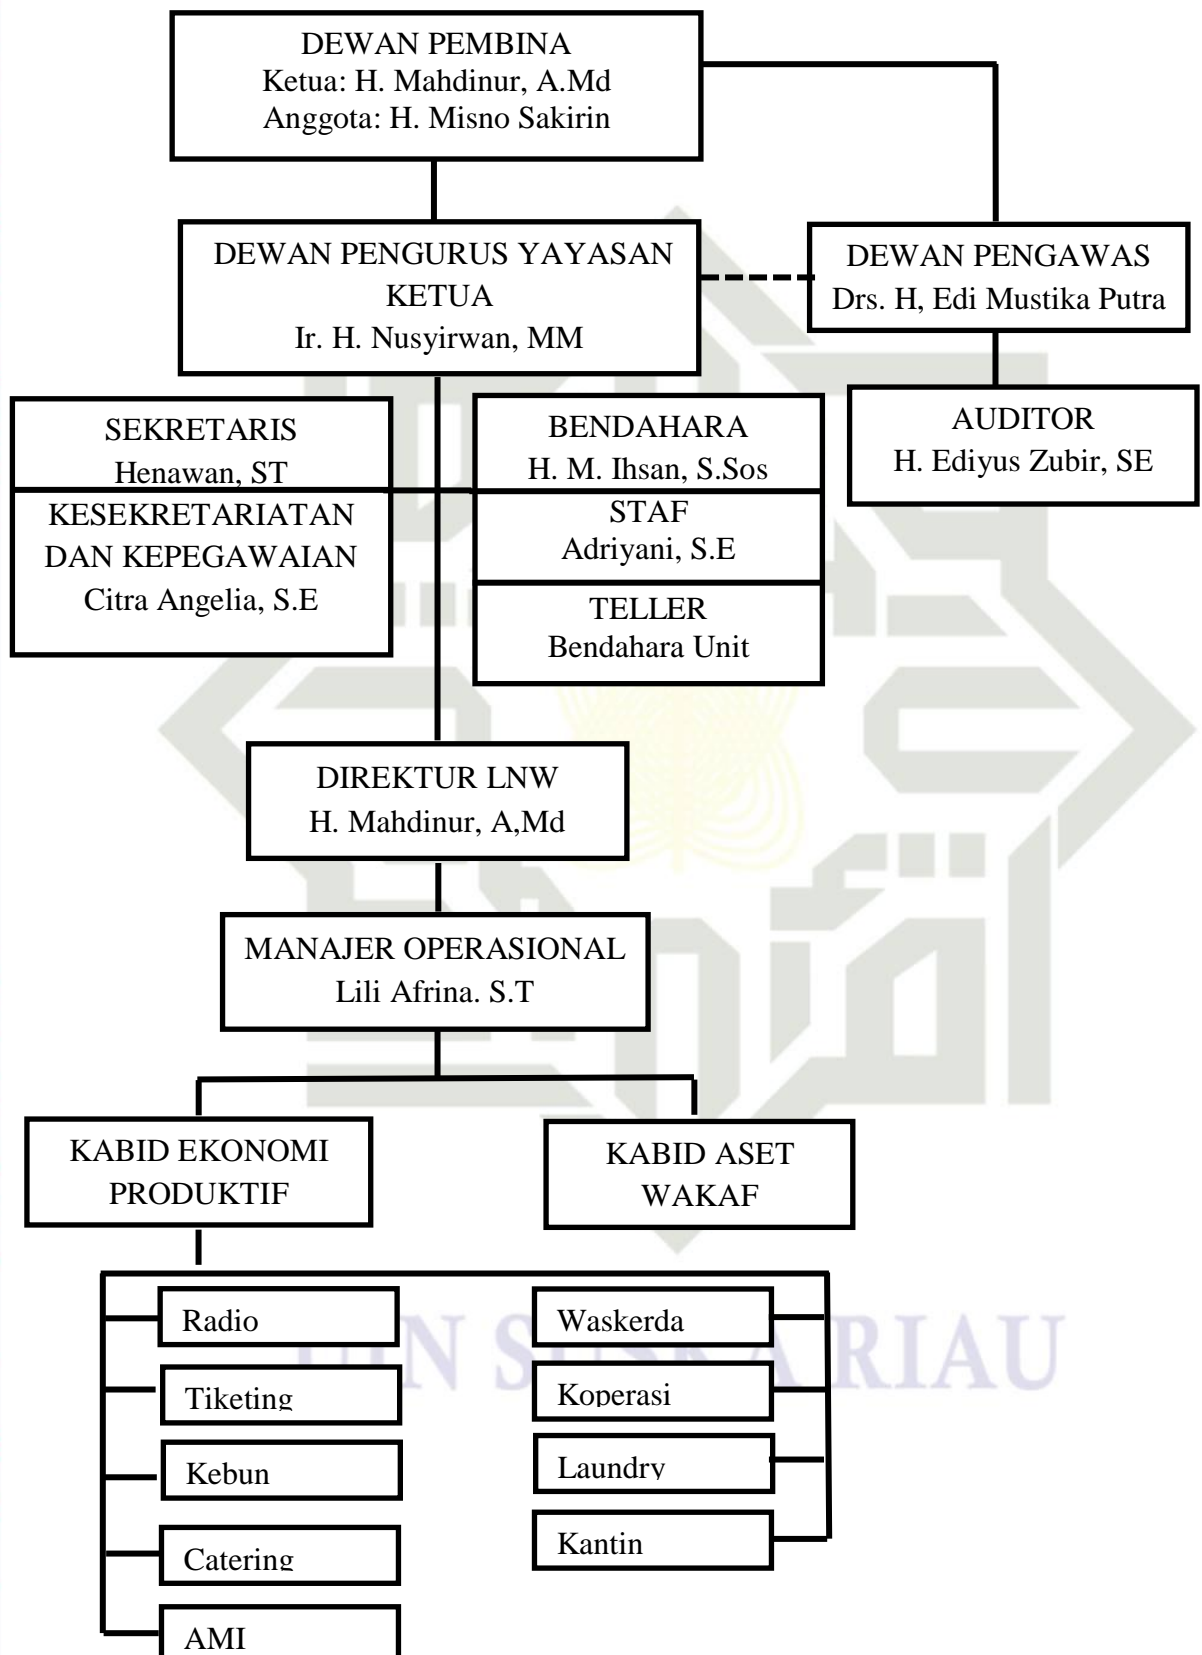 DEWAN PEMBINA
Ketua: H. Mahdinur, A.Md
Anggota: H. Misno Sakirin
DEWAN PENGURUS YAYASAN
KETUA
Ir. H. Nusyirwan, MM
DEWAN PENGAWAS
Drs. H, Edi Mustika Putra
SEKRETARIS
Henawan, ST
KESEKRETARIATAN
DAN KEPEGAWAIAN
Citra Angelia, S.E
BENDAHARA
H. M. Ihsan, S.Sos
STAF
Adriyani, S.E
TELLER
Bendahara Unit
AUDITOR
H. Ediyus Zubir, SE
DIREKTUR LNW
H. Mahdinur, A,Md
MANAJER OPERASIONAL
Lili Afrina. S.T
KABID EKONOMI
PRODUKTIF
KABID ASET
WAKAF
Radio
Tiketing
Kebun
Catering
AMI
Waskerda
Koperasi
Laundry
Kantin
UIN SUSKA RIAU